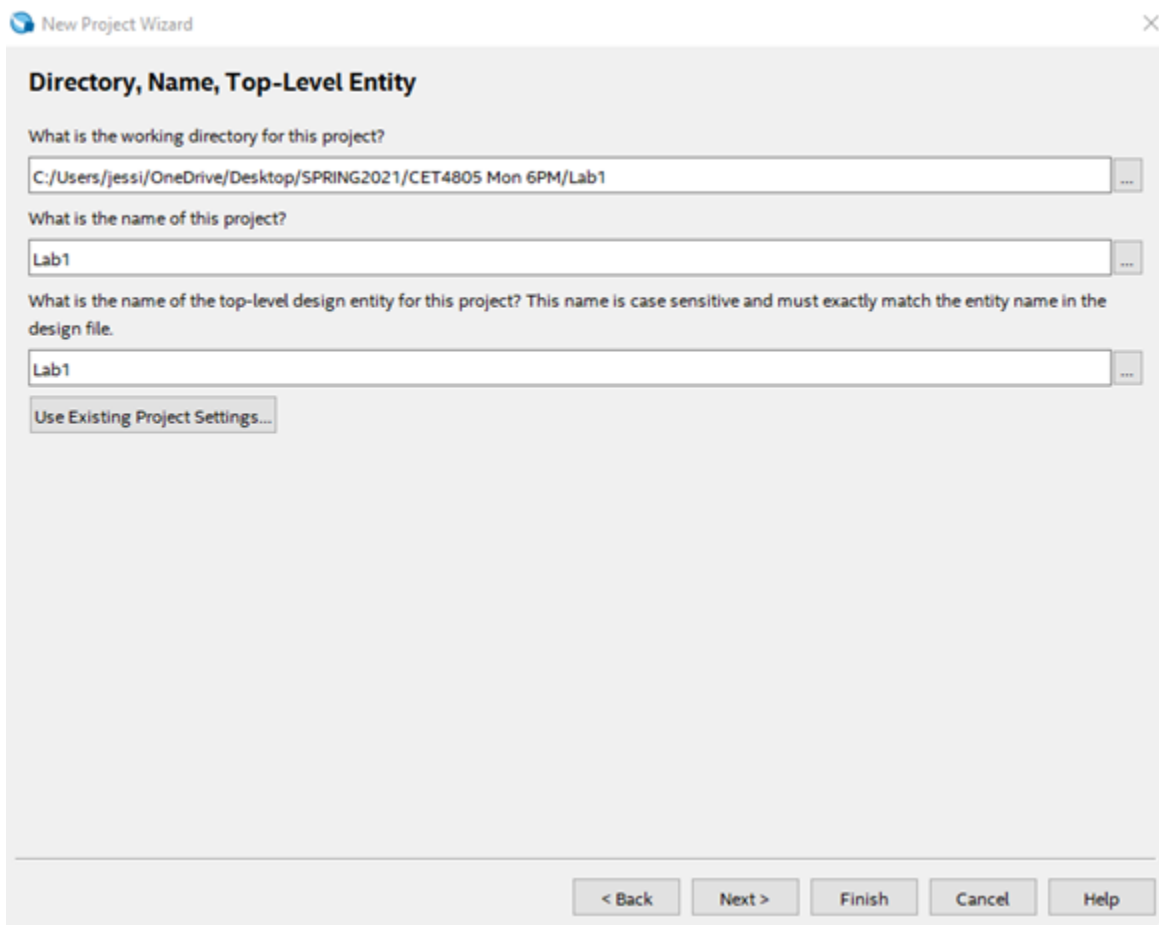 New Project Wizard
Directory, Name, Top-Level Entity
What is the working directory for this project?
C:/Users/jessi/OneDrive/Desktop/SPRING2021/CET4805 Mon 6PM/Lab1
...
What is the name of this project?
Lab1
...
What is the name of the top-level design entity for this project? This name is case sensitive and must exactly match the entity name in the
design file.
Lab1
...
Use Existing Project Settings...
< Back
Next >
Finish
Cancel
Help